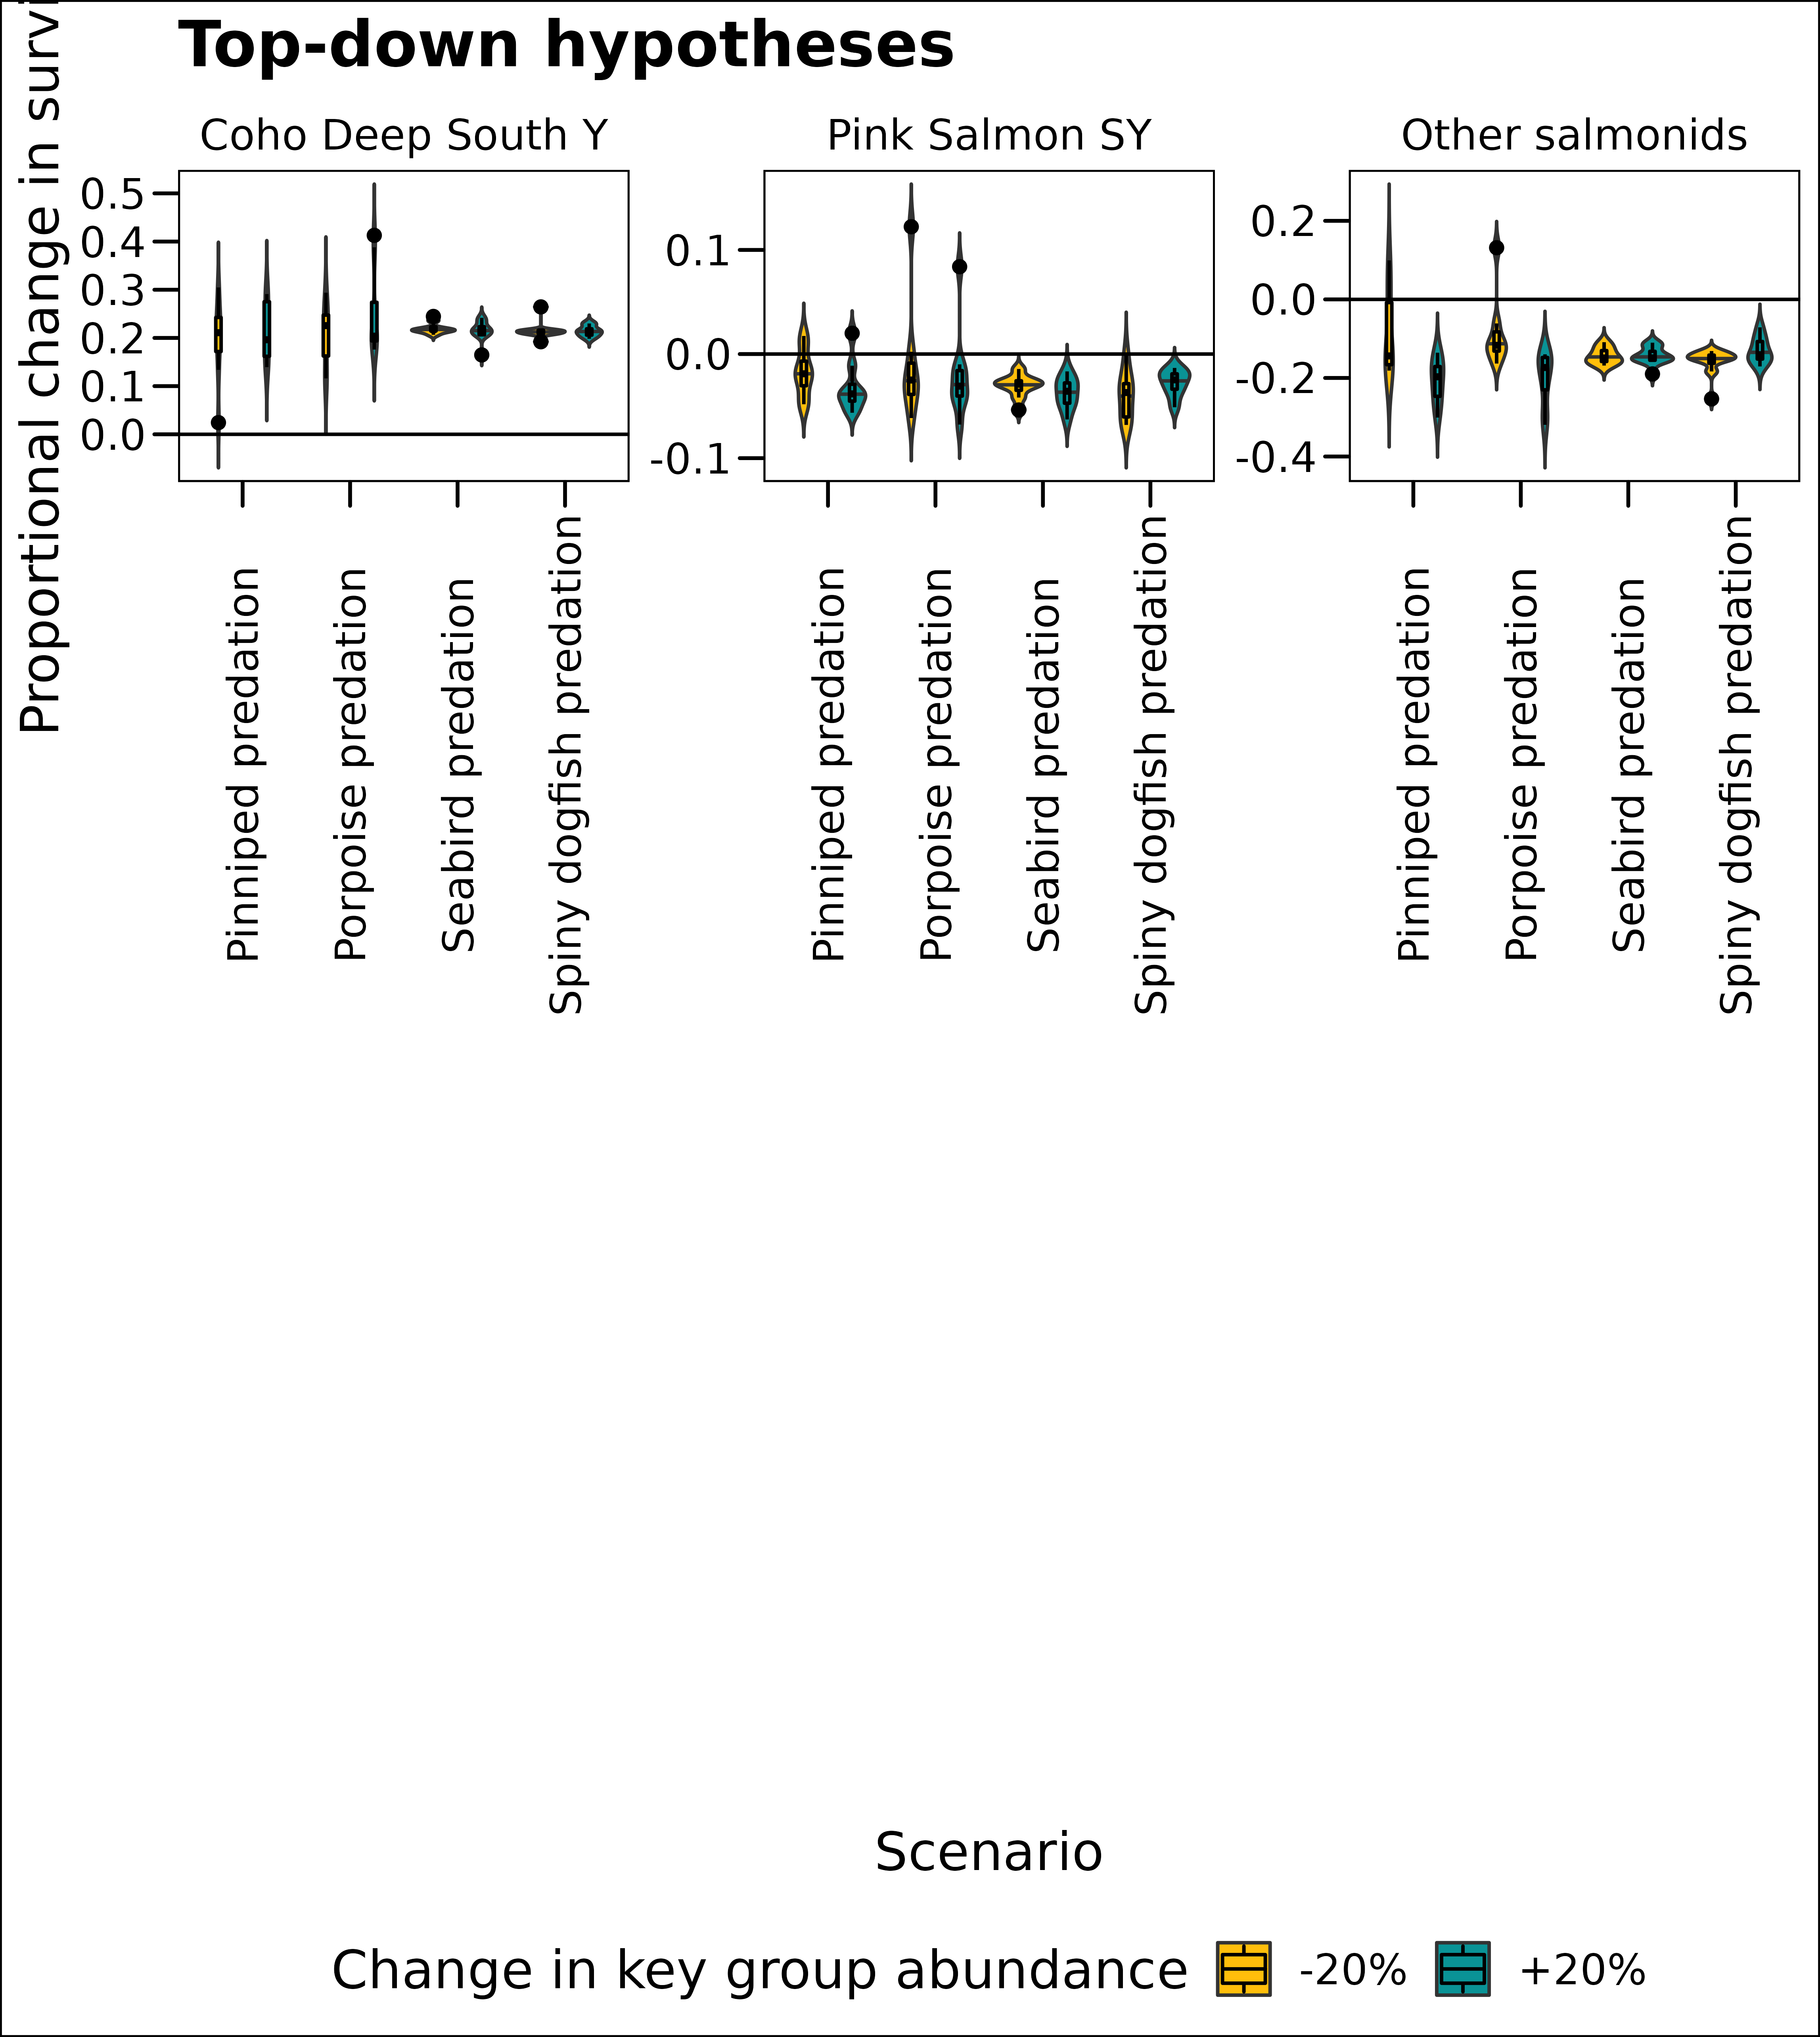 Top-down hypotheses
Proportional change in
Coho Deep South Y
Pink Salmon SY
Other salmonids
0.5
0.4
0.3
0.2
0.1
0.0
0.1
0.0
-0.1
0.2
0.0
-0.2
-0.4
Pinniped predation
Porpoise predation
Seabird predation
Spiny dogfish predation
Pinniped predation
Porpoise predation
Seabird predation
Spiny dogfish predation
Pinniped predation
Porpoise predation
Seabird predation
Spiny dogfish predation
Scenario
Change in key group abundance -20% +20%